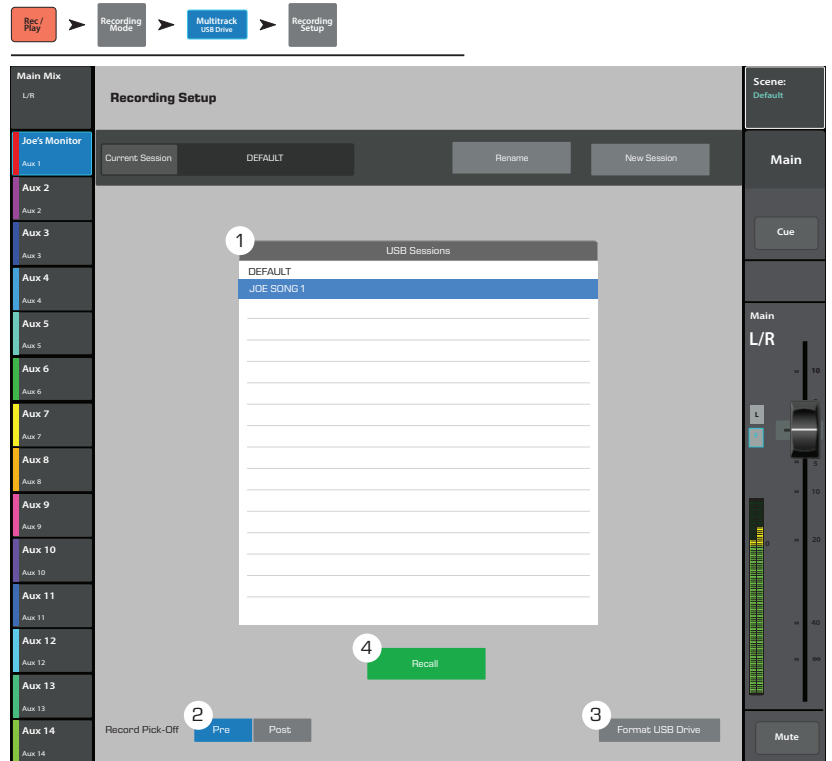 Rec /
Play
Recording
Mode
Multitrack
USB Drive
Recording
Setup
Main Mix
L/R
Recording Setup
Scene:
Default
Joe's Monitor
Aux 1
Current Session
DEFAULT
Rename
New Session
Main
Aux 2
Aux 2
Aux 3
Aux 3
Cue
1
USB Sessions
DEFAULT
JOE SONG 1
Aux 4
Aux 4
Aux 5
Aux 5
Main
L/R
Aux 6
Aux 6
10
Aux 7
Aux 7
L
Aux 8
Aux 8
5
Aux 9
Aux 9
10
Aux 10
Aux 10
0
20
Aux 11
Aux 11
40
Aux 12
Aux 12
4
Recall
∞
Aux 13
Aux 13
Aux 14
Aux 14
Record Pick-Off
2
Pre
Post
3
Format USB Drive
Mute